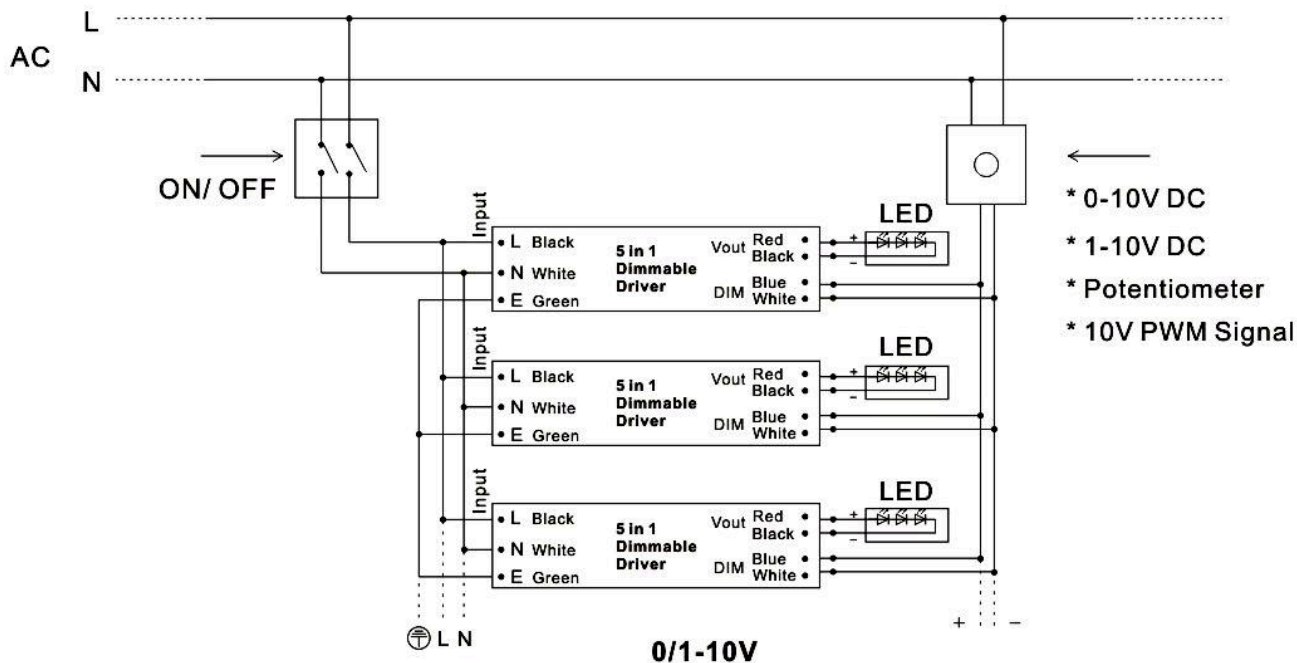 L
AC
N
ON/ OFF
* 0-10V DC
* 1-10V DC
* Potentiometer
* 10V PWM Signal
Input
L Black
N White
E Green
5 in 1
Dimmable
Driver
Vout Red
Black
DIM Blue
White
LED
+
−
Input
L Black
N White
E Green
5 in 1
Dimmable
Driver
Vout Red
Black
DIM Blue
White
LED
+
−
Input
L Black
N White
E Green
5 in 1
Dimmable
Driver
Vout Red
Black
DIM Blue
White
LED
+
−
L N
+ −
0/1-10V